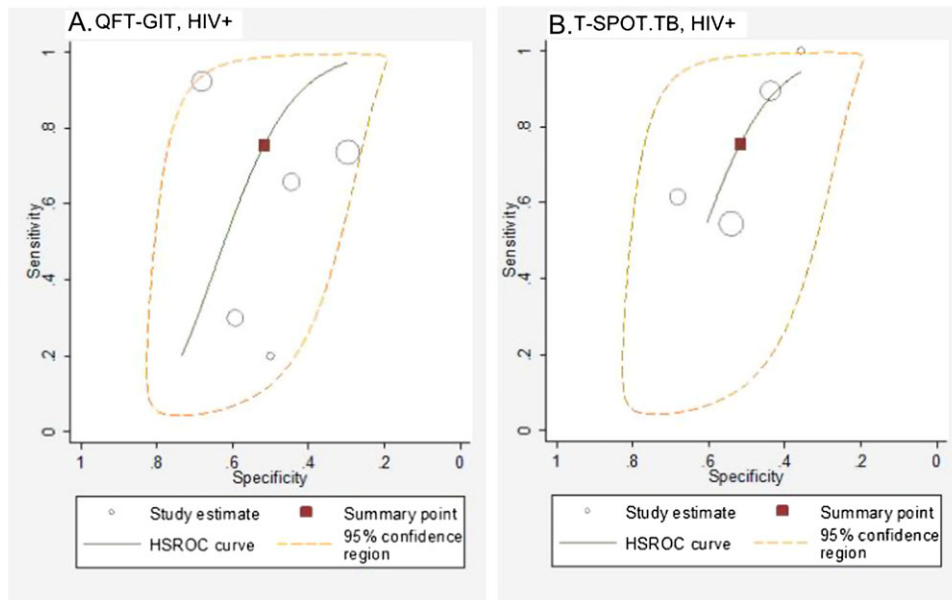 A. QFT-GIT, HIV+
1
.8
.6
.4
.2
0
Sensitivity
1 .8 .6 .4 .2 0
Specificity
Study estimate Summary point
HSROC curve 95% confidence
region
B. T-SPOT.TB, HIV+
1
.8
.6
.4
.2
0
Sensitivity
1 .8 .6 .4 .2 0
Specificity
Study estimate Summary point
HSROC curve 95% confidence
region